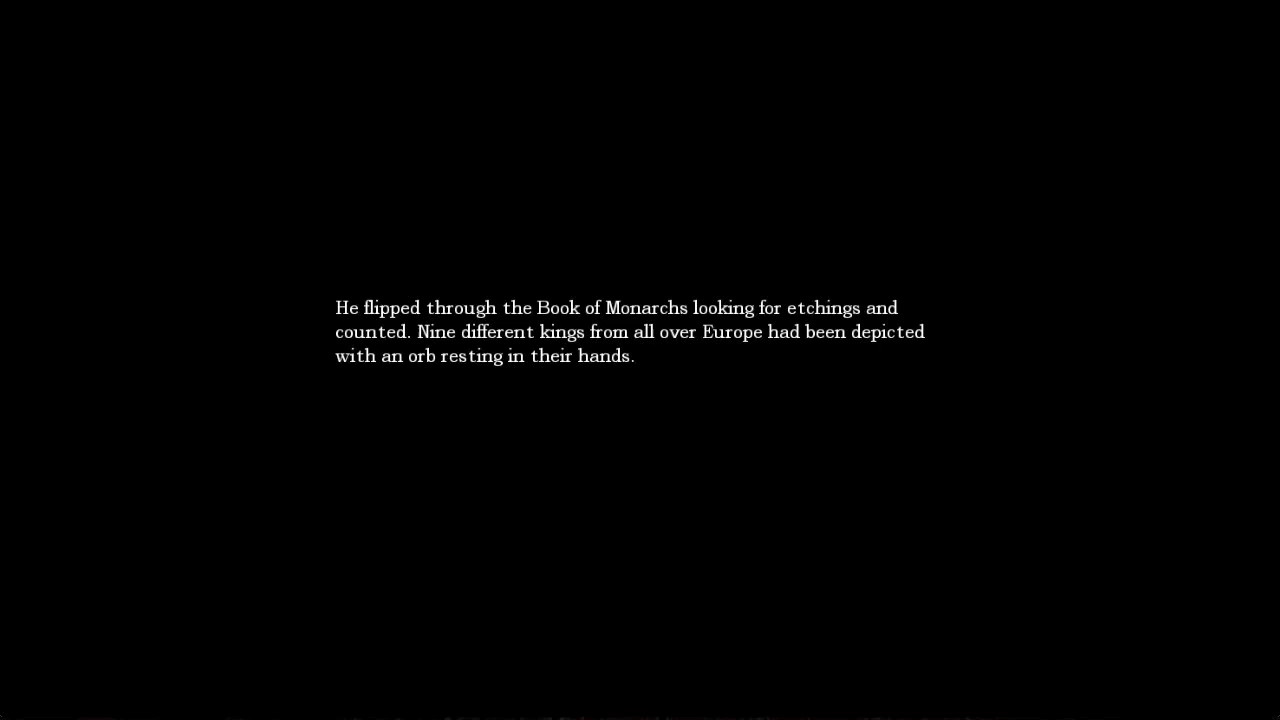 He flipped through the Book of Monarchs looking for etchings and
counted. Nine different kings from all over Europe had been depicted
with an orb resting in their hands.